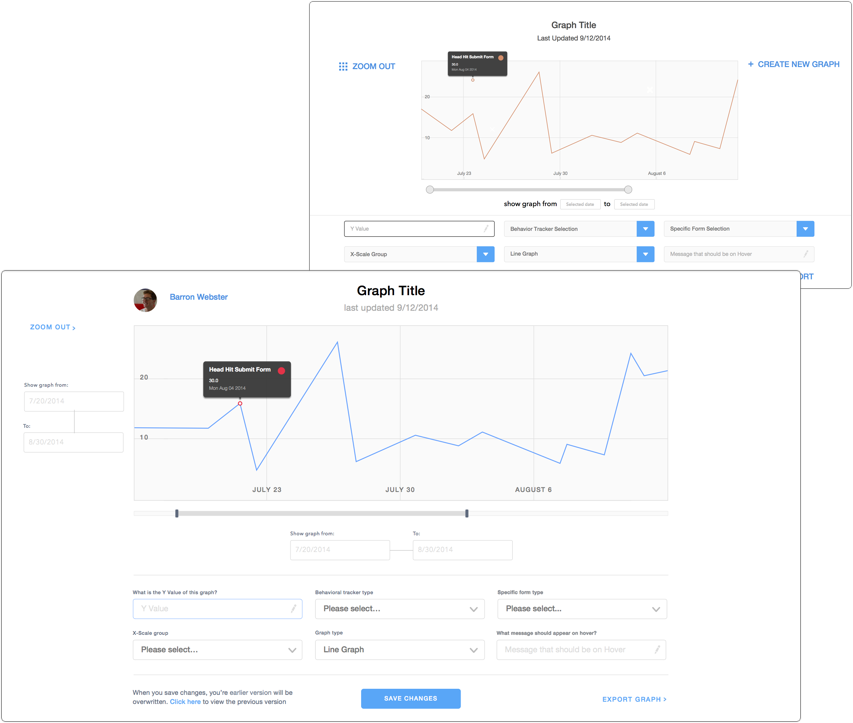 Graph Title
Last Updated 9/12/2014
ZOOM OUT
+ CREATE NEW GRAPH
Head Hit Submit Form
30.0
Mon Aug 04 2014
20
10
July 23
July 30
August 6
show graph from
Selected date
to
Selected date
Y Value
Behavior Tracker Selection
Specific Form Selection
X-Scale Group
Line Graph
Message that should be on Hover
ORT
Barron Webster
Graph Title
last updated 9/12/2014
ZOOM OUT >
Show graph from:
7/20/2014
To:
8/30/2014
Head Hit Submit Form
30.0
Mon Aug 04 2014
20
10
JULY 23
JULY 30
AUGUST 6
Show graph from:
To:
7/20/2014
8/30/2014
What is the Y Value of this graph?
Behavioral tracker type
Specific form type
Y Value
Please select...
Please select...
X-Scale group
Graph type
What message should appear on hover?
Please select...
Line Graph
Message that should be on Hover
When you save changes, you're earlier version will be
overwritten. Click here to view the previous version
SAVE CHANGES
EXPORT GRAPH >